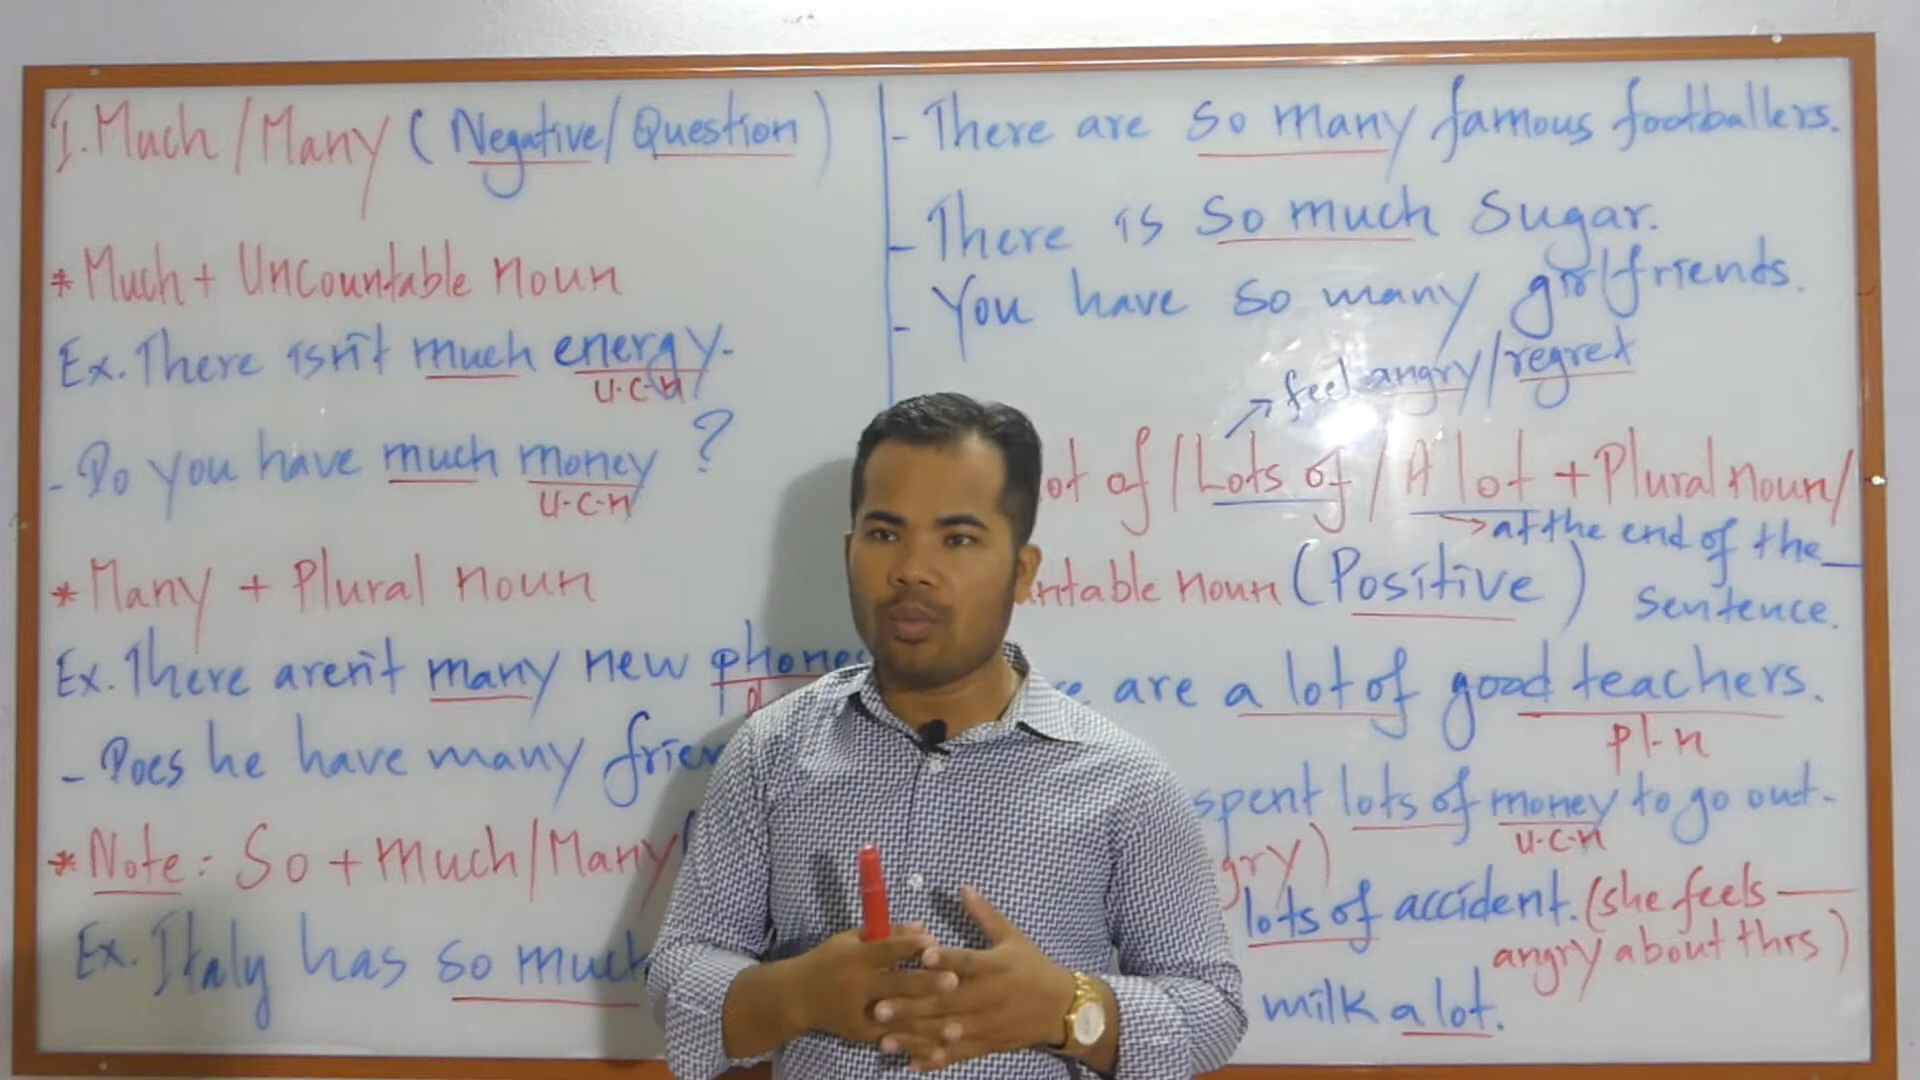 I. Much/Many (Negative/Question)
* Much + Uncountable noun
Ex. There isn't much energy.
u.c.n
- Do you have much money?
u.c.n
* Many + Plural noun
Ex. There aren't many new phones
- Does he have many
* Note: So + much/Many
Ex. Italy has so much
- There are so many famous footballers.
- There is so much sugar.
- You have so many girlfriends.
→ feel angry/regret
of / Lots of / A lot + Plural noun/
→ at the end of the
noun (Positive) sentence.
are a lot of good teachers.
pl-n
spent lots of money to go out.
u.c.n
lots of accident. (she feels
angry about this)
milk a lot.